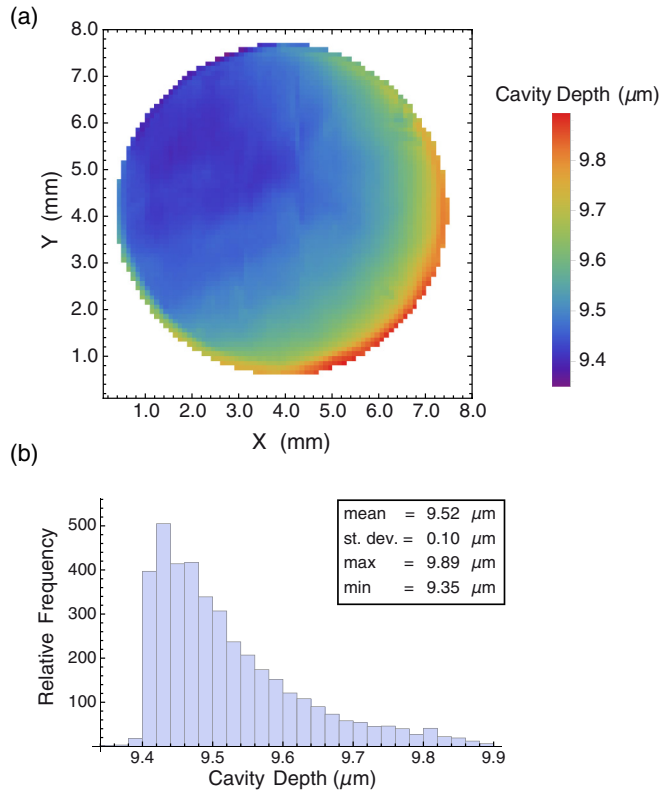 (a)
8.0
7.0
6.0
5.0
4.0
3.0
2.0
1.0
Y (mm)
1.0 2.0 3.0 4.0 5.0 6.0 7.0 8.0
X (mm)
Cavity Depth (μm)
9.8
9.7
9.6
9.5
9.4
(b)
500
400
300
200
100
Relative Frequency
mean = 9.52 μm
st. dev. = 0.10 μm
max = 9.89 μm
min = 9.35 μm
9.4 9.5 9.6 9.7 9.8 9.9
Cavity Depth (μm)